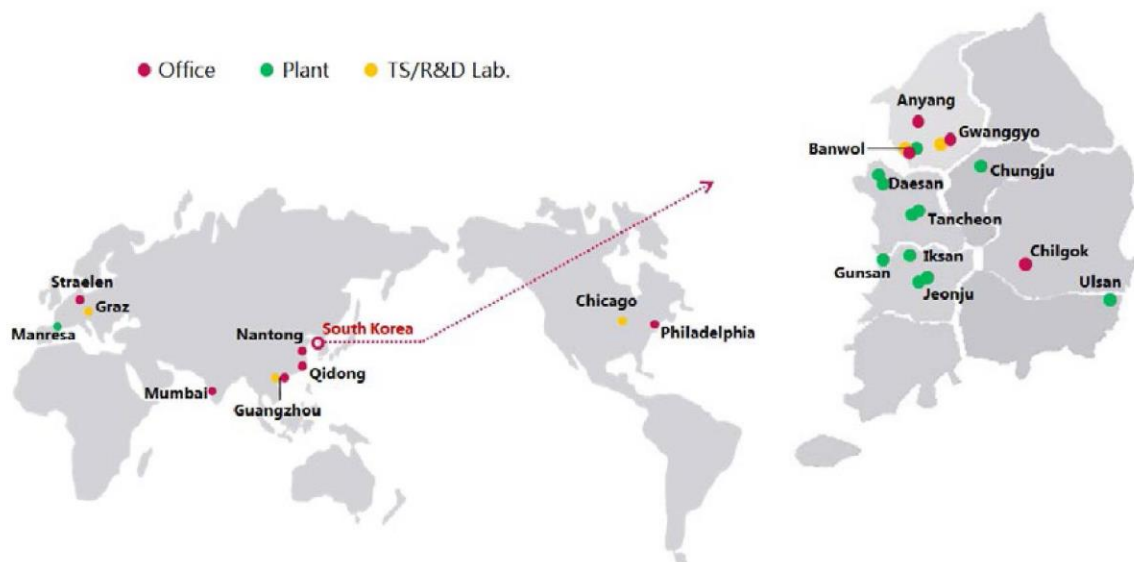 Office Plant TS/R&D Lab.
Straelen
Graz
Manresa
Nantong
South Korea
Qidong
Mumbai
Guangzhou
Chicago
Philadelphia
Anyang
Gwanggyo
Banwol
Chungju
Daesan
Tancheon
Iksan
Chilgok
Gunsan
Jeonju
Ulsan